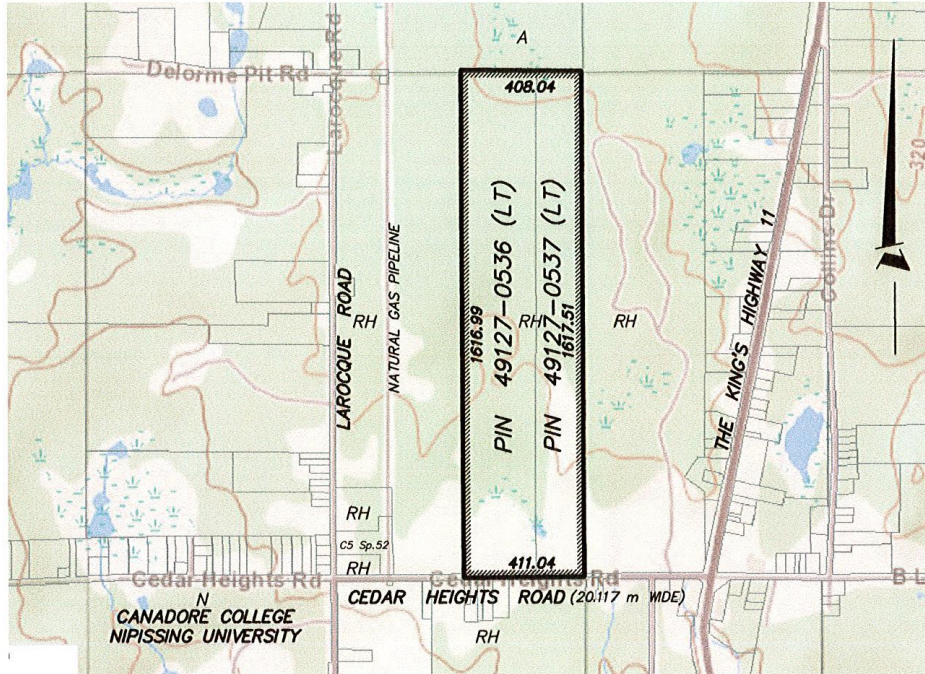 A
Delorme Pit Rd
Larocque Rd
408.04
320
Collins Dr
THE KING'S HIGHWAY 11
LAROCQUE ROAD
NATURAL GAS PIPELINE
RH
1616.99
PIN 49127-0536 (LT)
RH
PIN 49127-0537 (LT)
1617.51
RH
RH
C5 Sp.52
RH
411.04
Cedar Heights Rd
Cedar Heights Rd
B L
N
CANADORE COLLEGE
NIPISSING UNIVERSITY
CEDAR HEIGHTS ROAD (20.117 m WIDE)
RH